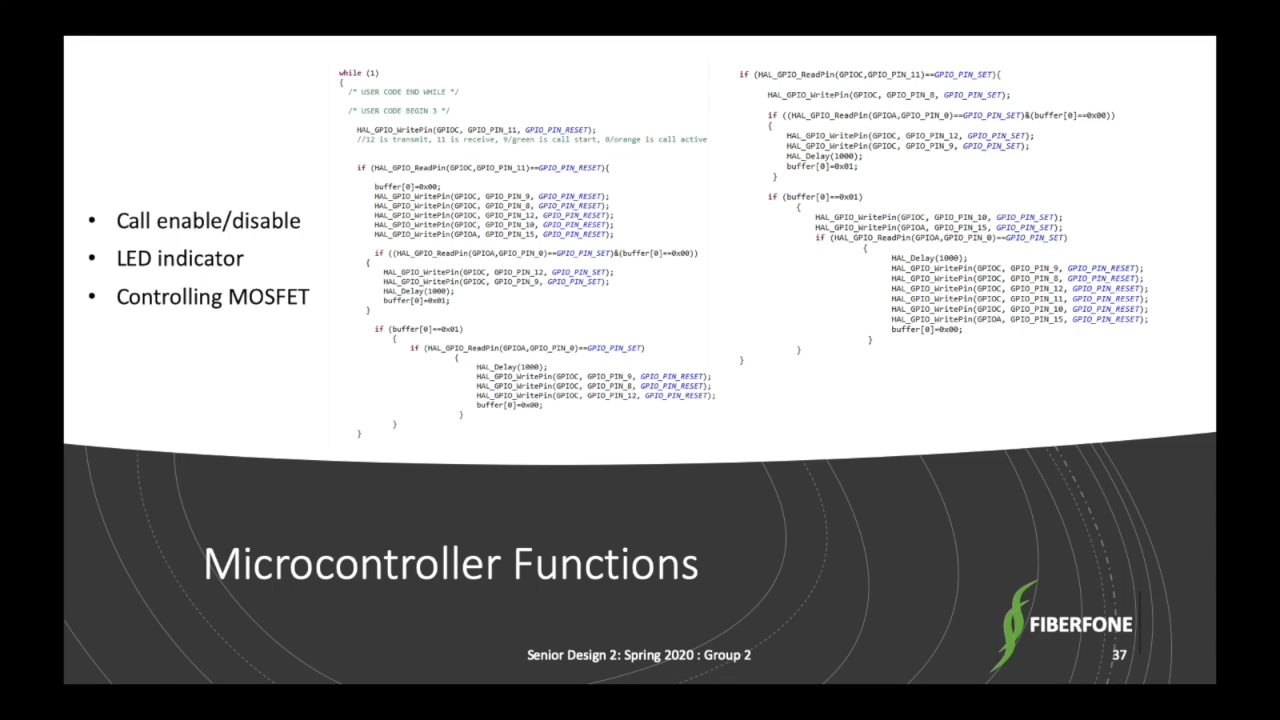 • Call enable/disable
• LED indicator
• Controlling MOSFET
while (1)
{
/* USER CODE END WHILE */
/* USER CODE BEGIN 3 */
HAL_GPIO_WritePin(GPIOC, GPIO_PIN_11, GPIO_PIN_RESET);
//12 is transmit, 11 is receive, 9/green is call start, 8/orange is call active
if (HAL_GPIO_ReadPin(GPIOC,GPIO_PIN_11)==GPIO_PIN_RESET){
buffer[0]=0x00;
HAL_GPIO_WritePin(GPIOC, GPIO_PIN_9, GPIO_PIN_RESET);
HAL_GPIO_WritePin(GPIOC, GPIO_PIN_8, GPIO_PIN_RESET);
HAL_GPIO_WritePin(GPIOC, GPIO_PIN_12, GPIO_PIN_RESET);
HAL_GPIO_WritePin(GPIOC, GPIO_PIN_10, GPIO_PIN_RESET);
HAL_GPIO_WritePin(GPIOA, GPIO_PIN_15, GPIO_PIN_RESET);
if ((HAL_GPIO_ReadPin(GPIOA,GPIO_PIN_0)==GPIO_PIN_SET)&(buffer[0]==0x00))
{
HAL_GPIO_WritePin(GPIOC, GPIO_PIN_12, GPIO_PIN_SET);
HAL_GPIO_WritePin(GPIOC, GPIO_PIN_9, GPIO_PIN_SET);
HAL_Delay(1000);
buffer[0]=0x01;
}
if (buffer[0]==0x01)
{
if (HAL_GPIO_ReadPin(GPIOA,GPIO_PIN_0)==GPIO_PIN_SET)
{
HAL_Delay(1000);
HAL_GPIO_WritePin(GPIOC, GPIO_PIN_9, GPIO_PIN_RESET);
HAL_GPIO_WritePin(GPIOC, GPIO_PIN_8, GPIO_PIN_RESET);
HAL_GPIO_WritePin(GPIOC, GPIO_PIN_12, GPIO_PIN_RESET);
buffer[0]=0x00;
}
}
}
if (HAL_GPIO_ReadPin(GPIOC,GPIO_PIN_11)==GPIO_PIN_SET){
HAL_GPIO_WritePin(GPIOC, GPIO_PIN_8, GPIO_PIN_SET);
if ((HAL_GPIO_ReadPin(GPIOA,GPIO_PIN_0)==GPIO_PIN_SET)&(buffer[0]==0x00))
{
HAL_GPIO_WritePin(GPIOC, GPIO_PIN_12, GPIO_PIN_SET);
HAL_GPIO_WritePin(GPIOC, GPIO_PIN_9, GPIO_PIN_SET);
HAL_Delay(1000);
buffer[0]=0x01;
}
if (buffer[0]==0x01)
{
HAL_GPIO_WritePin(GPIOC, GPIO_PIN_10, GPIO_PIN_SET);
HAL_GPIO_WritePin(GPIOA, GPIO_PIN_15, GPIO_PIN_SET);
if (HAL_GPIO_ReadPin(GPIOA,GPIO_PIN_0)==GPIO_PIN_SET)
{
HAL_Delay(1000);
HAL_GPIO_WritePin(GPIOC, GPIO_PIN_9, GPIO_PIN_RESET);
HAL_GPIO_WritePin(GPIOC, GPIO_PIN_8, GPIO_PIN_RESET);
HAL_GPIO_WritePin(GPIOC, GPIO_PIN_12, GPIO_PIN_RESET);
HAL_GPIO_WritePin(GPIOC, GPIO_PIN_11, GPIO_PIN_RESET);
HAL_GPIO_WritePin(GPIOC, GPIO_PIN_10, GPIO_PIN_RESET);
HAL_GPIO_WritePin(GPIOA, GPIO_PIN_15, GPIO_PIN_RESET);
buffer[0]=0x00;
}
}
}
Microcontroller Functions
FIBERFONE
Senior Design 2: Spring 2020 : Group 2
37